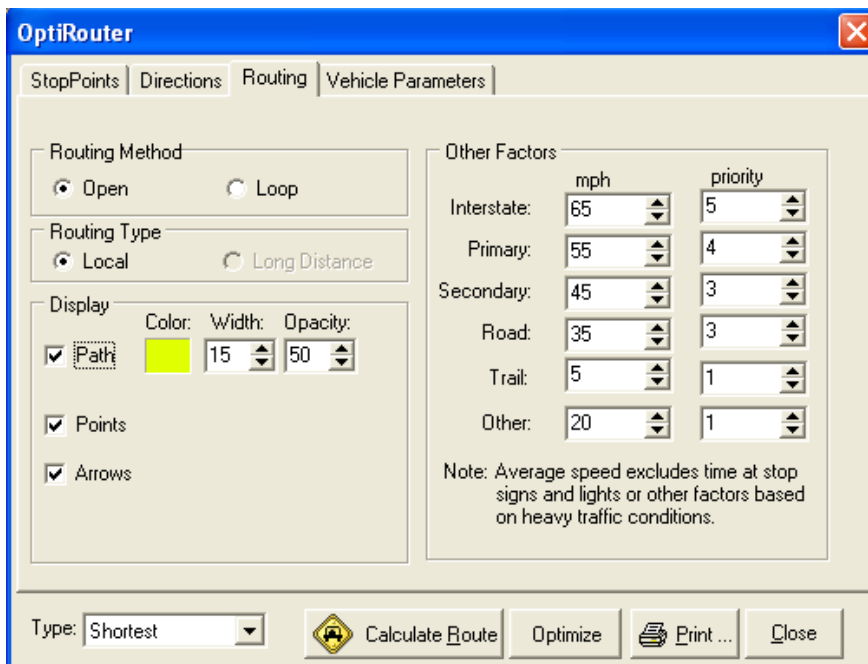 OptiRouter
StopPoints Directions Routing Vehicle Parameters
Routing Method
Open Loop
Routing Type
Local Long Distance
Display
Color: Width: Opacity:
Path 15 50
Points
Arrows
Other Factors
mph priority
Interstate: 65 5
Primary: 55 4
Secondary: 45 3
Road: 35 3
Trail: 5 1
Other: 20 1
Note: Average speed excludes time at stop
signs and lights or other factors based
on heavy traffic conditions.
Type: Shortest Calculate Route Optimize Print ... Close